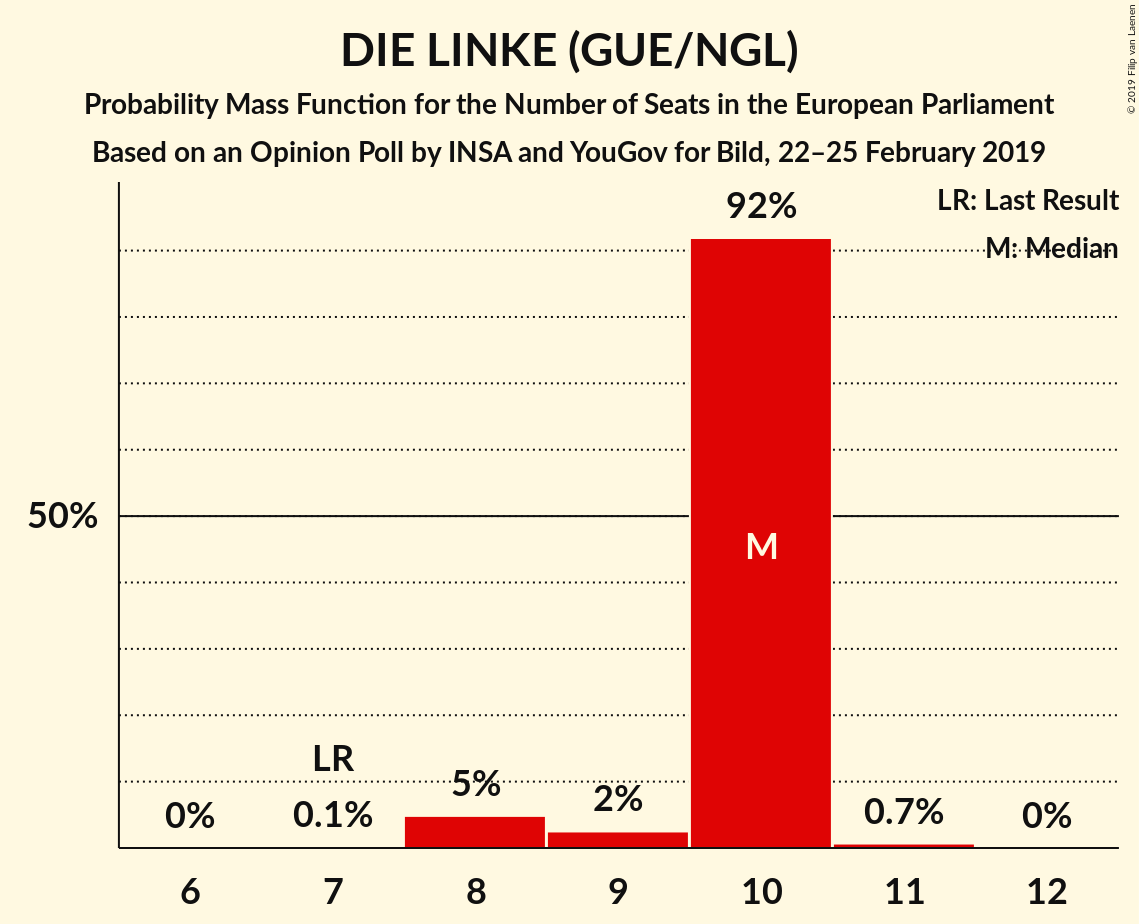 DIE LINKE (GUE/NGL)
Probability Mass Function for the Number of Seats in the European Parliament
Based on an Opinion Poll by INSA and YouGov for Bild, 22–25 February 2019
© 2019 Filip van Laenen
LR: Last Result
M: Median
92%
50%
M
LR
0%
0.1%
5%
2%
0.7%
0%
6 7 8 9 10 11 12